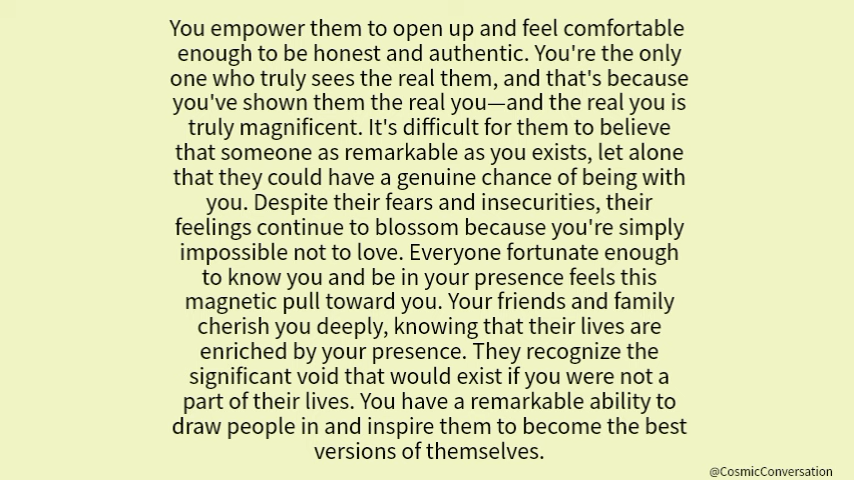 You empower them to open up and feel comfortable
enough to be honest and authentic. You're the only
one who truly sees the real them, and that's because
you've shown them the real you—and the real you is
truly magnificent. It's difficult for them to believe
that someone as remarkable as you exists, let alone
that they could have a genuine chance of being with
you. Despite their fears and insecurities, their
feelings continue to blossom because you're simply
impossible not to love. Everyone fortunate enough
to know you and be in your presence feels this
magnetic pull toward you. Your friends and family
cherish you deeply, knowing that their lives are
enriched by your presence. They recognize the
significant void that would exist if you were not a
part of their lives. You have a remarkable ability to
draw people in and inspire them to become the best
versions of themselves.
@CosmicConversation